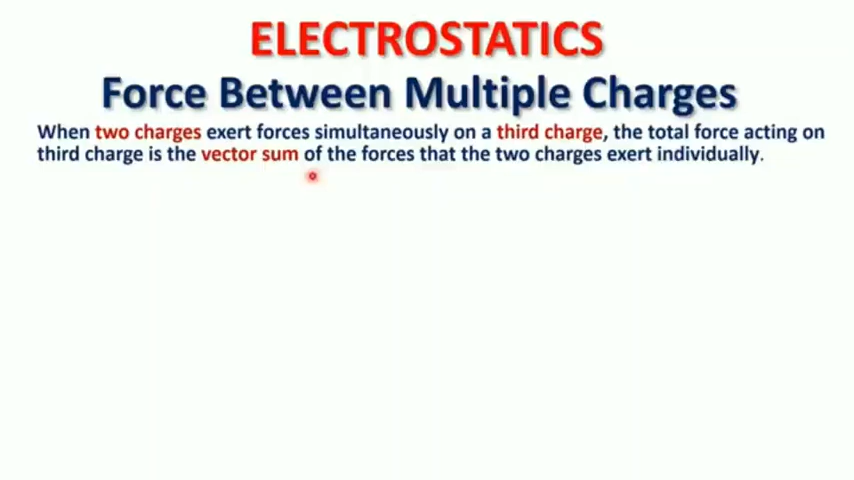 ELECTROSTATICS
Force Between Multiple Charges
When two charges exert forces simultaneously on a third charge, the total force acting on
third charge is the vector sum of the forces that the two charges exert individually.